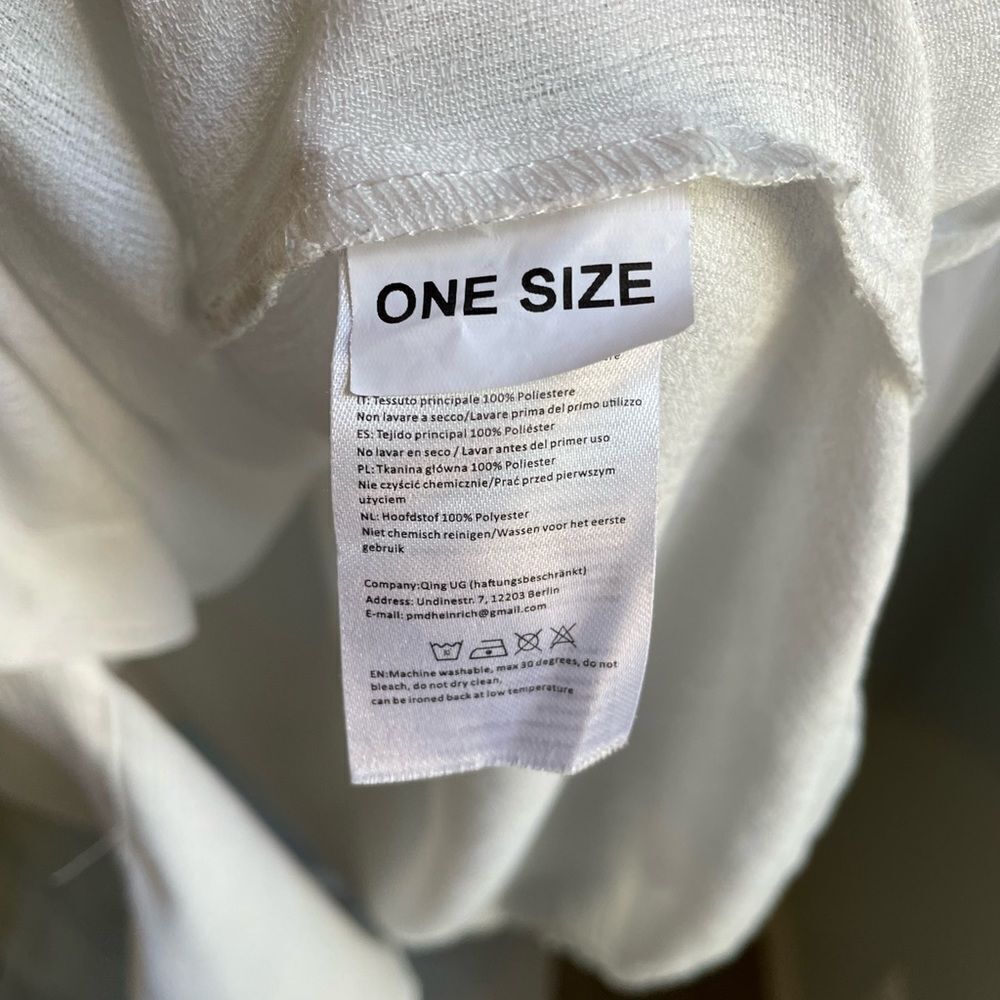 ONE SIZE
IT: Tessuto principale 100% Poliestere
Non lavare a secco/Lavare prima del primo utilizzo
ES: Tejido principal 100% Poliéster
No lavar en seco / Lavar antes del primer uso
PL: Tkanina główna 100% Poliester
Nie czyścić chemicznie/Prać przed pierwszym
użyciem
NL: Hoofdstof 100% Polyester
Niet chemisch reinigen/Wassen voor het eerste
gebruik
Company:Qing UG (haftungsbeschränkt)
Address: Undinestr. 7, 12203 Berlin
E-mail: pmdheinrich@gmail.com
EN:Machine washable, max 30 degrees, do not
bleach, do not dry clean,
can be ironed back at low temperature